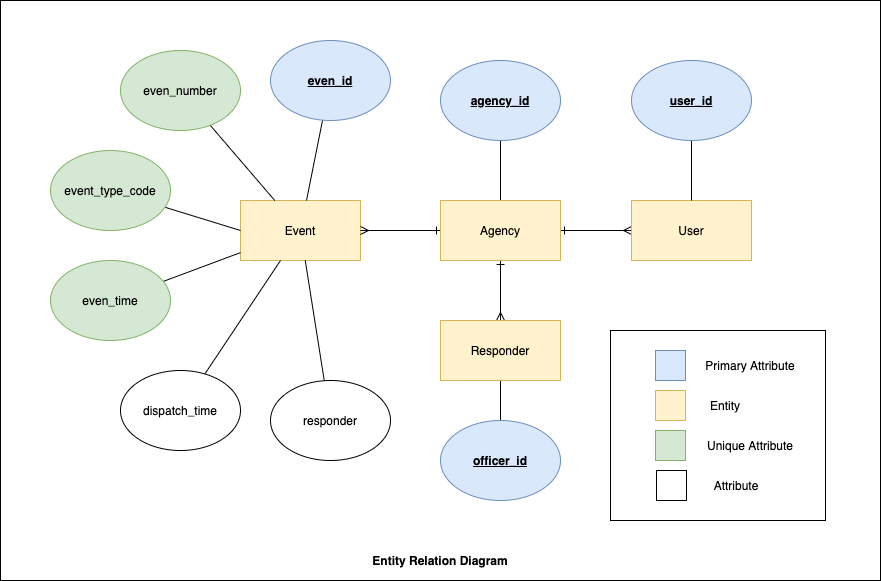 even_number
even_id
agency_id
user_id
event_type_code
Event
Agency
User
even_time
Responder
dispatch_time
responder
officer_id
Primary Attribute
Entity
Unique Attribute
Attribute
Entity Relation Diagram